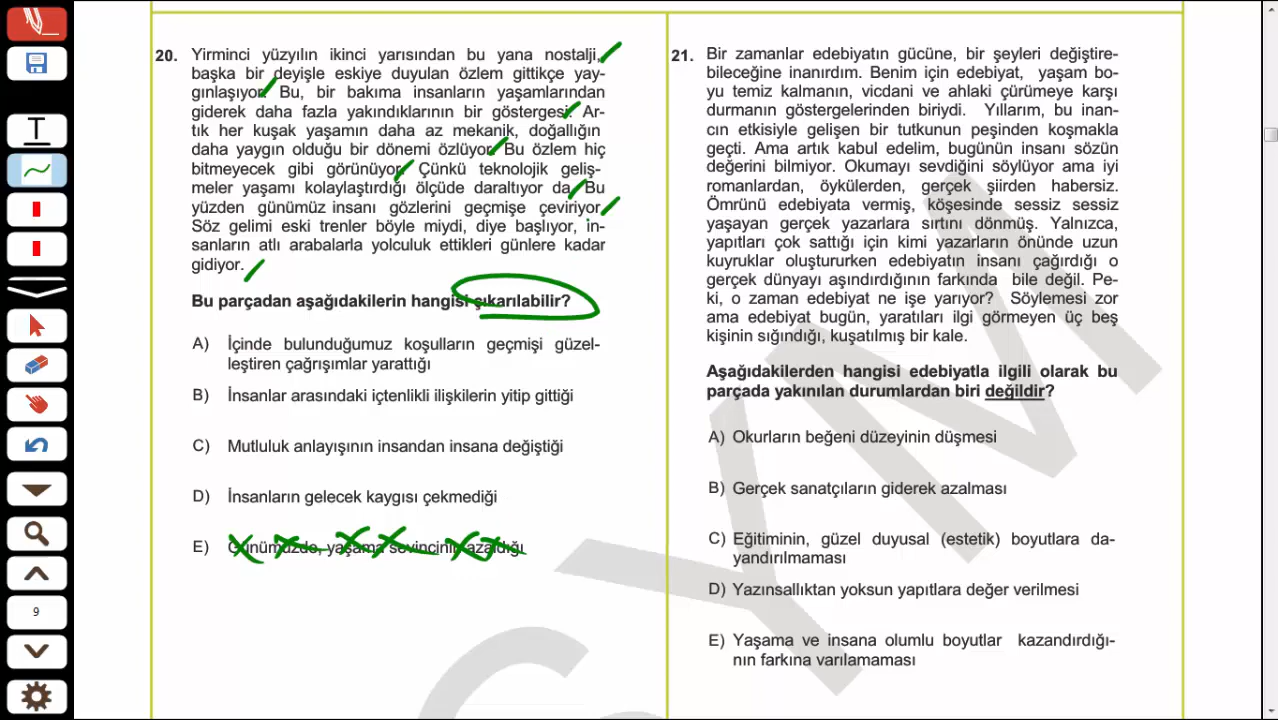 20. Yirminci yüzyılın ikinci yarısından bu yana nostalji,
başka bir deyişle eskiye duyulan özlem gittikçe yay-
gınlaşıyor. Bu, bir bakıma insanların yaşamlarından
giderek daha fazla yakındıklarının bir göstergesi. Ar-
tık her kuşak yaşamın daha az mekanik, doğallığın
daha yaygın olduğu bir dönemi özlüyor. Bu özlem hiç
bitmeyecek gibi görünüyor. Çünkü teknolojik geliş-
meler yaşamı kolaylaştırdığı ölçüde daraltıyor da. Bu
yüzden günümüz insanı gözlerini geçmişe çeviriyor.
Söz gelimi eski trenler böyle miydi, diye başlıyor, in-
sanların atlı arabalarla yolculuk ettikleri günlere kadar
gidiyor.
Bu parçadan aşağıdakilerin hangisi çıkarılabilir?
A) İçinde bulunduğumuz koşulların geçmişi güzel-
leştiren çağrışımlar yarattığı
B) İnsanlar arasındaki içtenlikli ilişkilerin yitip gittiği
C) Mutluluk anlayışının insandan insana değiştiği
D) İnsanların gelecek kaygısı çekmediği
E) Günümüzde, yaşama sevincinin azaldığı
21. Bir zamanlar edebiyatın gücüne, bir şeyleri değiştire-
bileceğine inanırdım. Benim için edebiyat, yaşam bo-
yu temiz kalmanın, vicdani ve ahlaki çürümeye karşı
durmanın göstergelerinden biriydi. Yıllarım, bu inan-
cın etkisiyle gelişen bir tutkunun peşinden koşmakla
geçti. Ama artık kabul edelim, bugünün insanı sözün
değerini bilmiyor. Okumayı sevdiğini söylüyor ama iyi
romanlardan, öykülerden, gerçek şiirden habersiz.
Ömrünü edebiyata vermiş, köşesinde sessiz sessiz
yaşayan gerçek yazarlara sırtını dönmüş. Yalnızca,
yapıtları çok sattığı için kimi yazarların önünde uzun
kuyruklar oluştururken edebiyatın insanı çağırdığı o
gerçek dünyayı aşındırdığının farkında bile değil. Pe-
ki, o zaman edebiyat ne işe yarıyor? Söylemesi zor
ama edebiyat bugün, yaratıları ilgi görmeyen üç beş
kişinin sığındığı, kuşatılmış bir kale.
Aşağıdakilerden hangisi edebiyatla ilgili olarak bu
parçada yakınılan durumlardan biri değildir?
A) Okurların beğeni düzeyinin düşmesi
B) Gerçek sanatçıların giderek azalması
C) Eğitiminin, güzel duyusal (estetik) boyutlara da-
yandırılmaması
D) Yazınsallıktan yoksun yapıtlara değer verilmesi
E) Yaşama ve insana olumlu boyutlar kazandırdığı-
nın farkına varılamaması
T
9